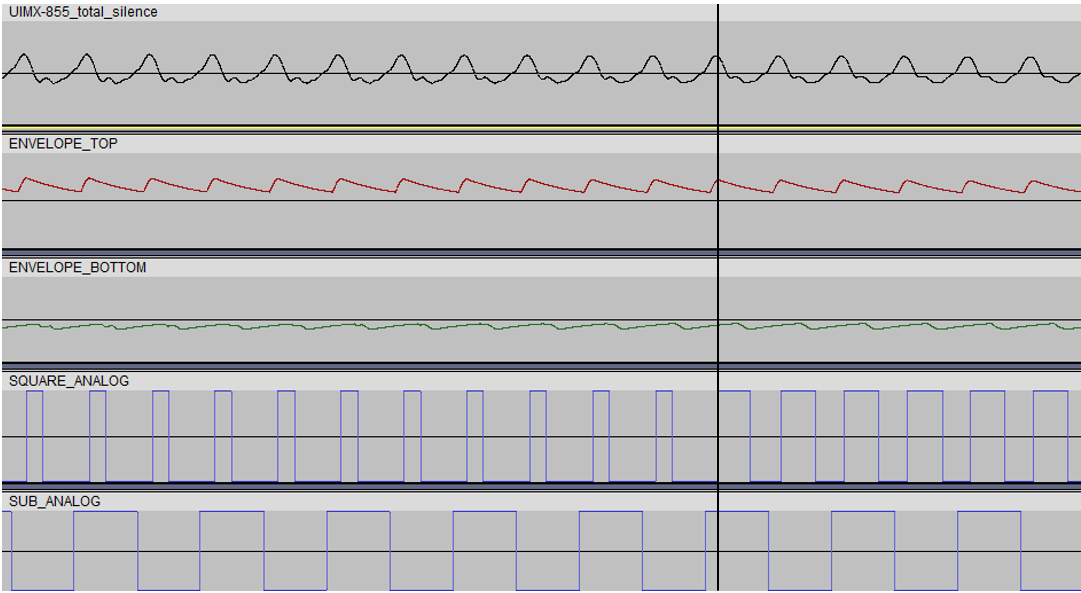 UIMX-855_total_silence
ENVELOPE_TOP
ENVELOPE_BOTTOM
SQUARE_ANALOG
SUB_ANALOG